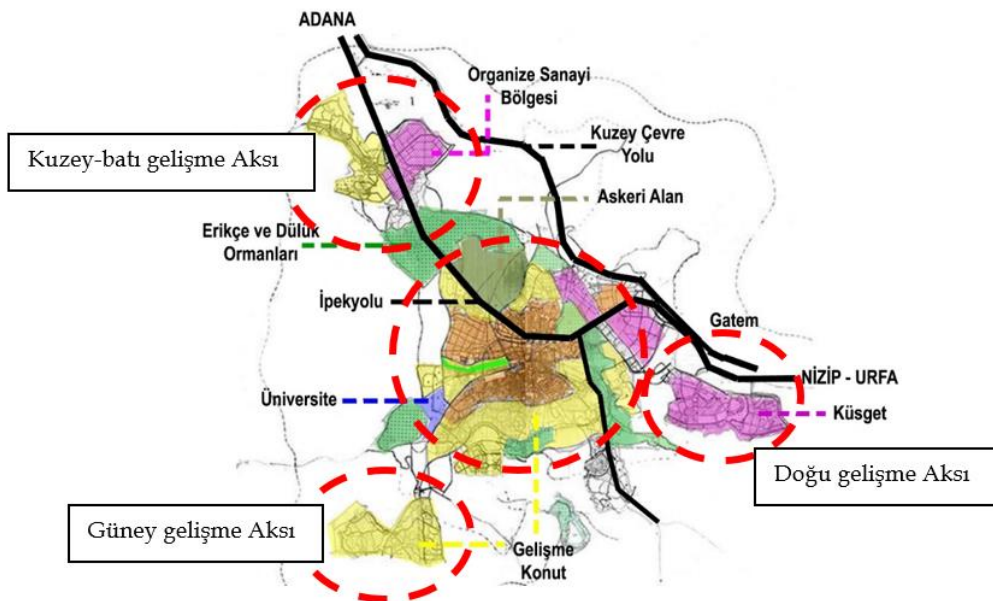 ADANA
Organize Sanayi
Bölgesi
Kuzey Çevre
Yolu
Kuzey-batı gelişme Aksı
Askeri Alan
Erikçe ve Dülük
Ormanları
İpekyolu
Gatem
NİZİP - URFA
Üniversite
Küsget
Doğu gelişme Aksı
Güney gelişme Aksı
Gelişme
Konut